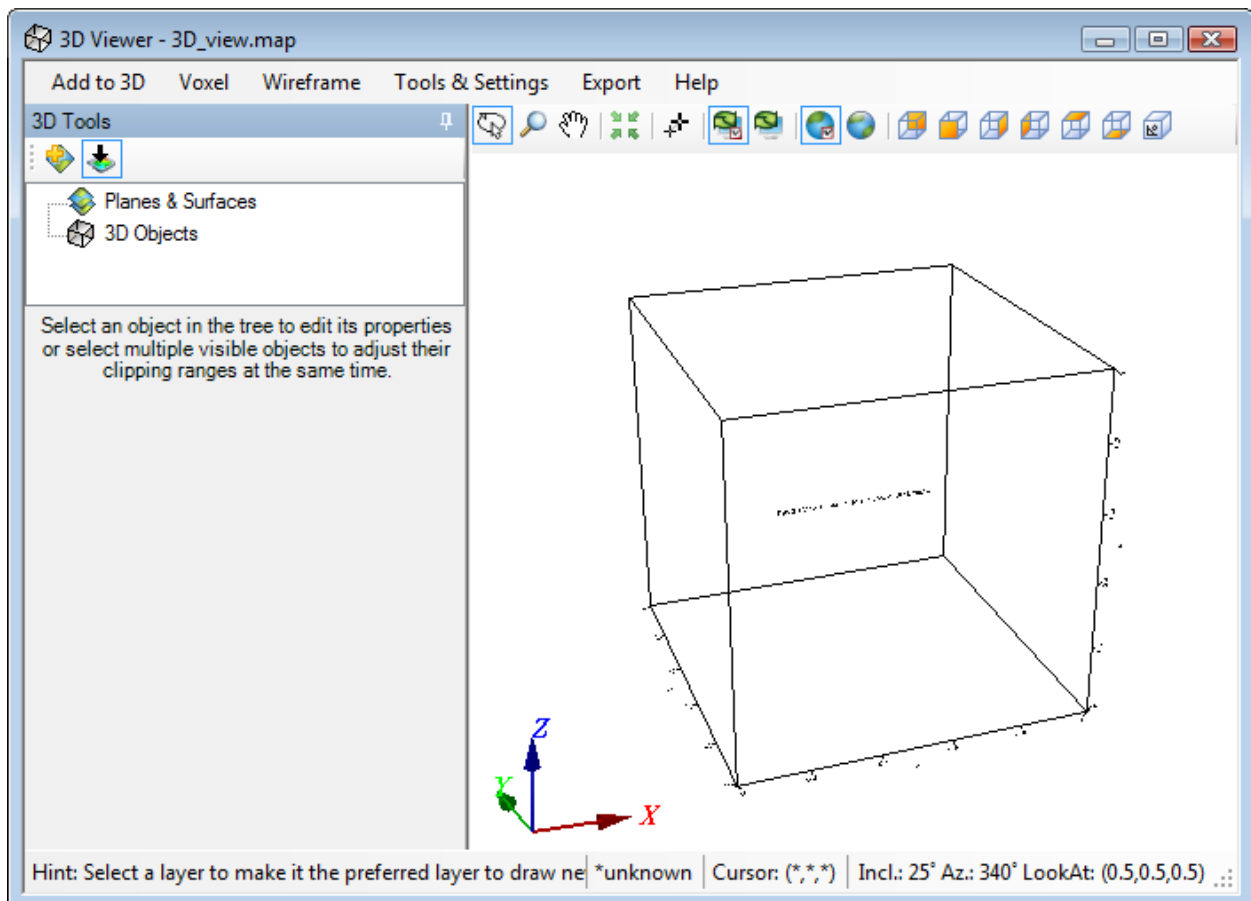 3D Viewer - 3D_view.map
Add to 3D Voxel Wireframe Tools & Settings Export Help
3D Tools
Planes & Surfaces
3D Objects
Select an object in the tree to edit its properties
or select multiple visible objects to adjust their
clipping ranges at the same time.
Z
Y
X
Hint: Select a layer to make it the preferred layer to draw ne *unknown Cursor: (*,*,*) Incl.: 25° Az.: 340° LookAt: (0.5,0.5,0.5)